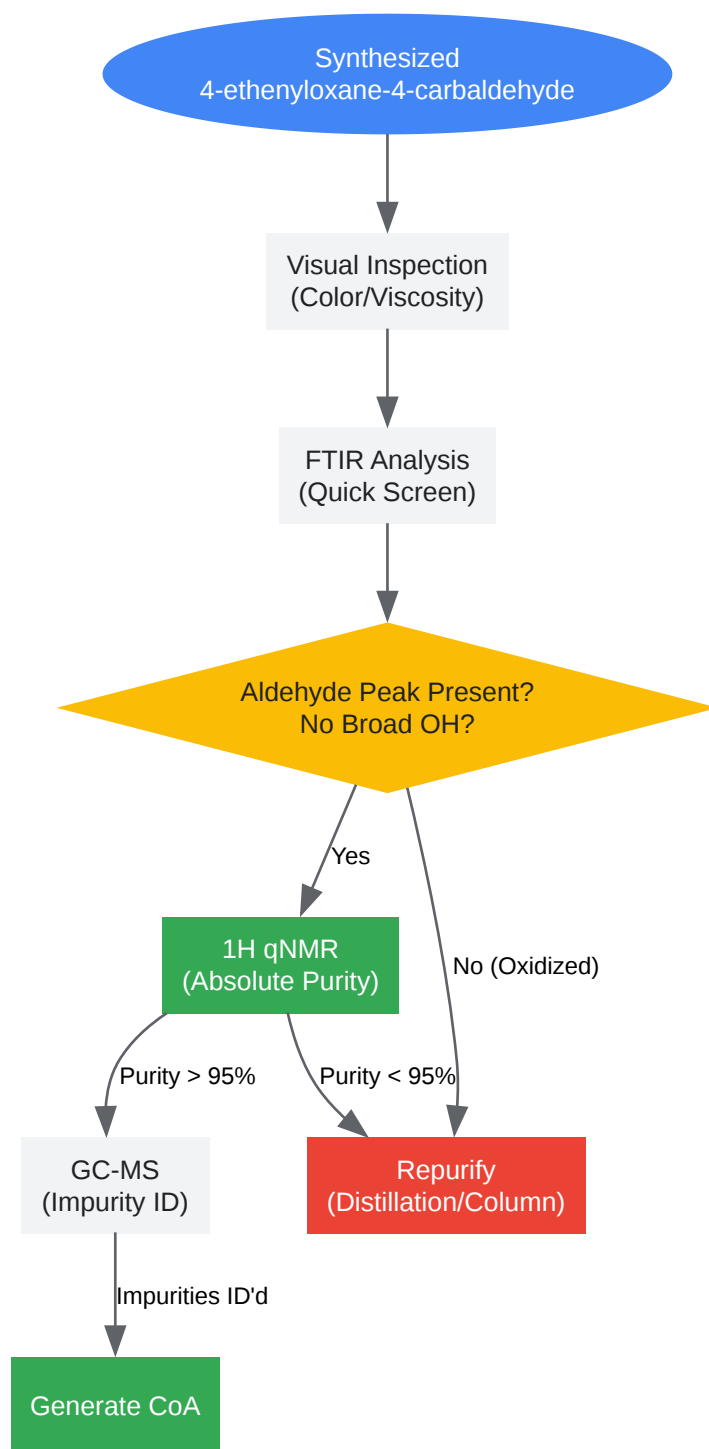 Synthesized
4-ethenyloxane-4-carbaldehyde
Visual Inspection
(Color/Viscosity)
FTIR Analysis
(Quick Screen)
Aldehyde Peak Present?
No Broad OH?
Yes
1H qNMR
(Absolute Purity)
No (Oxidized)
Purity > 95%
Purity < 95%
GC-MS
(Impurity ID)
Repurify
(Distillation/Column)
Impurities ID'd
Generate CoA